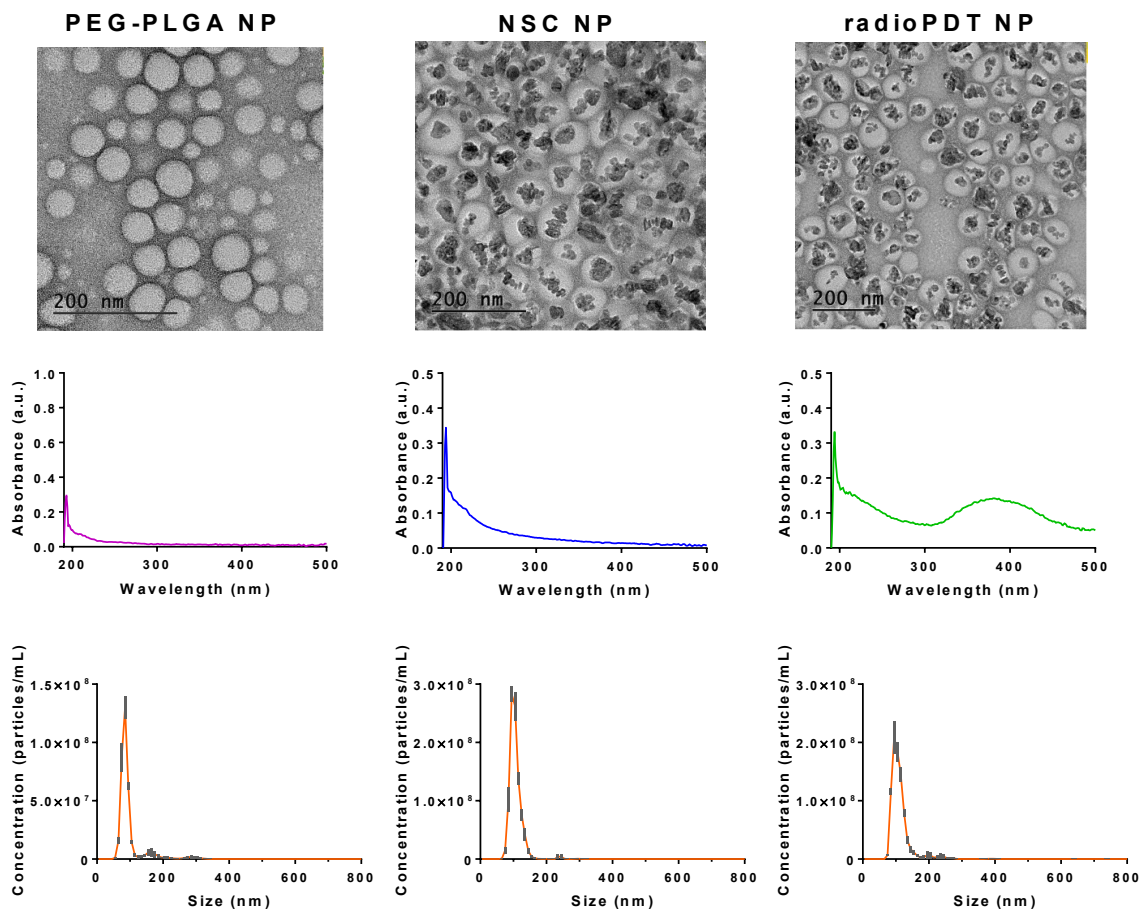 PEG-PLGA NP
NSC NP
radioPDT NP
200 nm
200 nm
200 nm
Absorbance (a.u.)
1.0
0.8
0.6
0.4
0.2
0.0
200 300 400 500
Wavelength (nm)
Absorbance (a.u.)
0.5
0.4
0.3
0.2
0.1
0.0
200 300 400 500
Wavelength (nm)
Absorbance (a.u.)
0.5
0.4
0.3
0.2
0.1
0.0
200 300 400 500
Wavelength (nm)
Concentration (particles/mL)
1.5×10⁸
1.0×10⁸
5.0×10⁷
0
0 200 400 600 800
Size (nm)
Concentration (particles/mL)
3.0×10⁸
2.0×10⁸
1.0×10⁸
0
0 200 400 600 800
Size (nm)
Concentration (particles/mL)
3.0×10⁸
2.0×10⁸
1.0×10⁸
0
0 200 400 600 800
Size (nm)